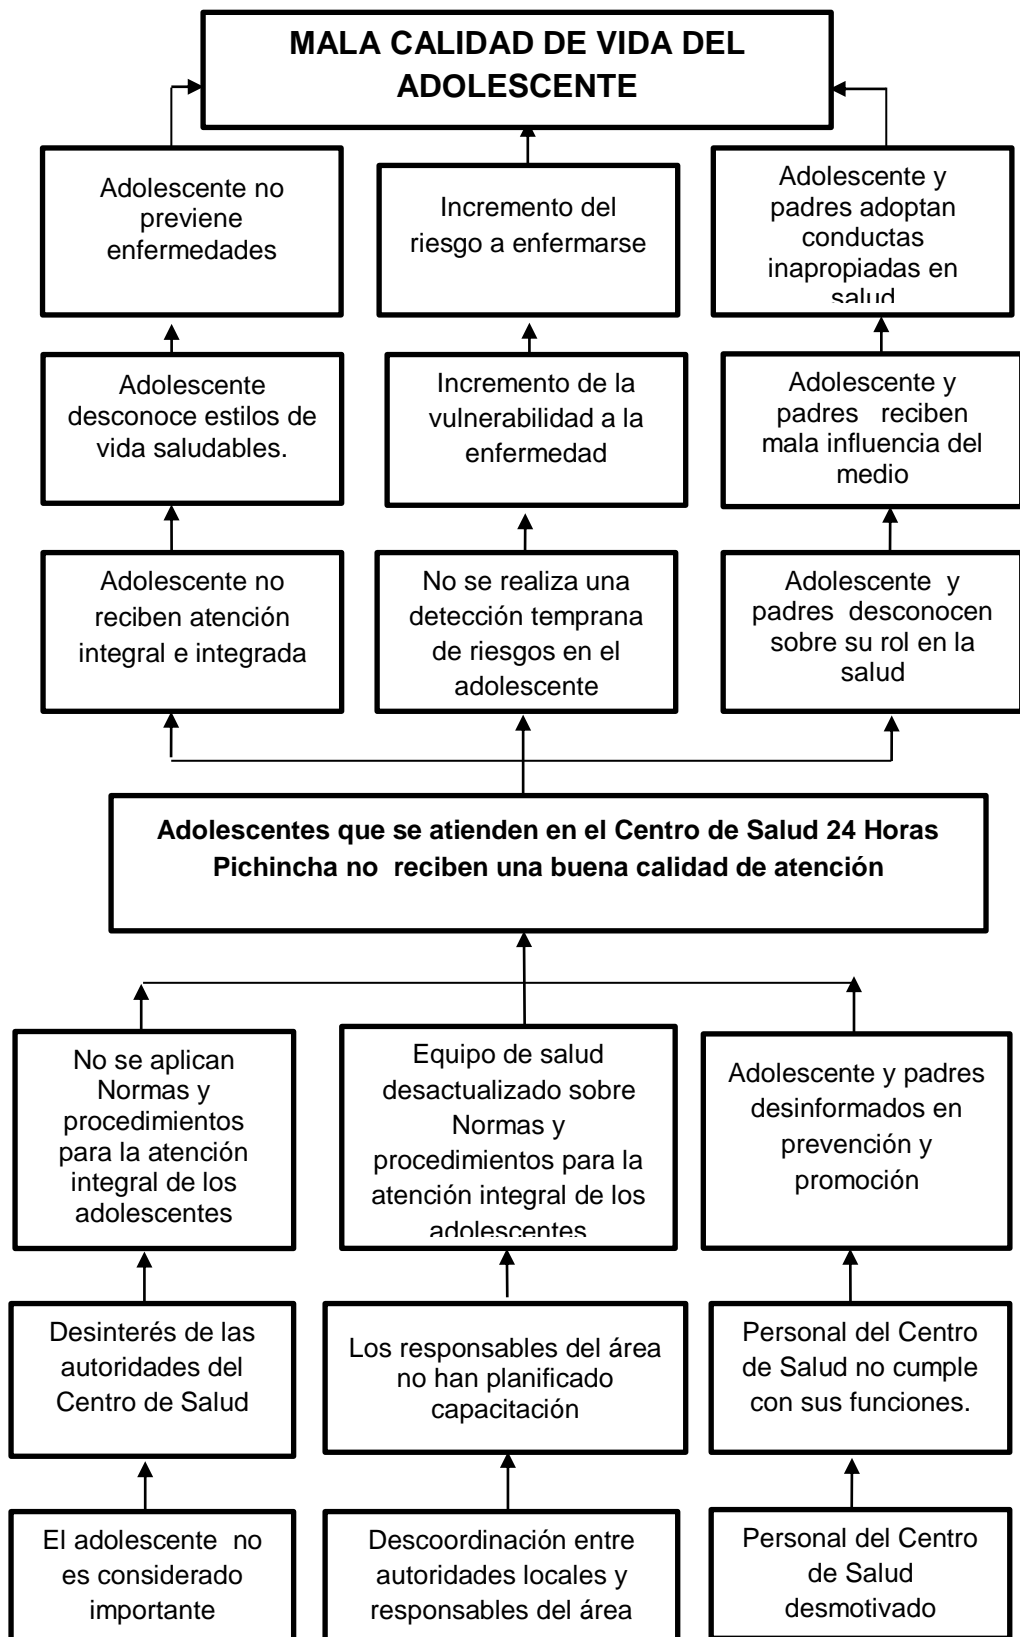 MALA CALIDAD DE VIDA DEL
ADOLESCENTE
Adolescente no
previene
enfermedades
Incremento del
riesgo a enfermarse
Adolescente y
padres adoptan
conductas
inapropiadas en
salud
Adolescente
desconoce estilos de
vida saludables.
Incremento de la
vulnerabilidad a la
enfermedad
Adolescente y
padres reciben
mala influencia del
medio
Adolescente no
reciben atención
integral e integrada
No se realiza una
detección temprana
de riesgos en el
adolescente
Adolescente y
padres desconocen
sobre su rol en la
salud
Adolescentes que se atienden en el Centro de Salud 24 Horas
Pichincha no reciben una buena calidad de atención
No se aplican
Normas y
procedimientos
para la atención
integral de los
adolescentes
Equipo de salud
desactualizado sobre
Normas y
procedimientos para la
atención integral de los
adolescentes
Adolescente y padres
desinformados en
prevención y
promoción
Desinterés de las
autoridades del
Centro de Salud
Los responsables del área
no han planificado
capacitación
Personal del Centro
de Salud no cumple
con sus funciones.
El adolescente no
es considerado
importante
Descoordinación entre
autoridades locales y
responsables del área
Personal del Centro
de Salud
desmotivado